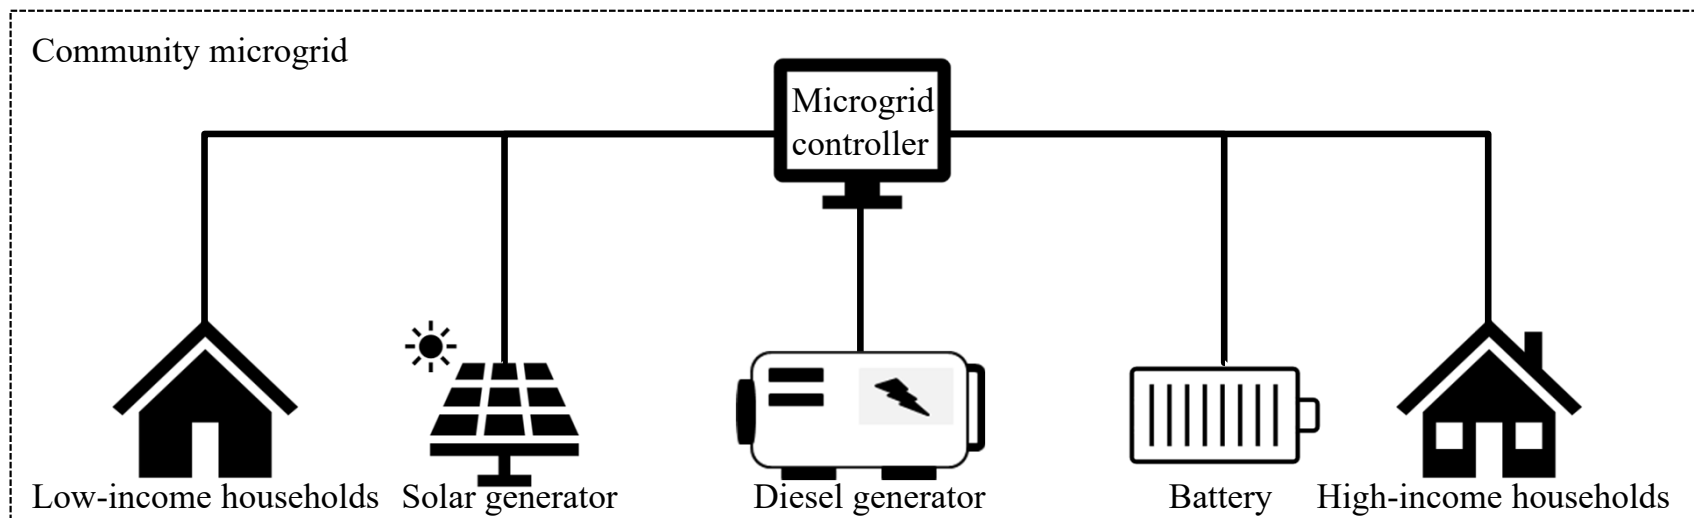 Community microgrid
Microgrid
controller
Low-income households
Solar generator
Diesel generator
Battery
High-income households